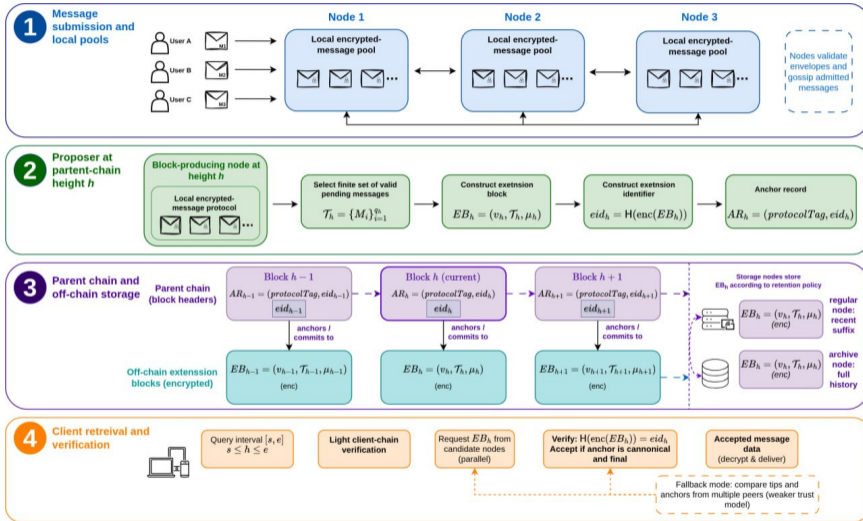 1
Message
submission and
local pools
User A
M1
User B
M2
User C
M3
Node 1
Local encrypted-
message pool
...
Node 2
Local encrypted-
message pool
...
Node 3
Local encrypted-
message pool
...
Nodes validate
envelopes and
gossip admitted
messages
2
Proposer at
partent-chain
height h
Block-producing node at
height h
Local encrypted-
message protocol
...
Select finite set of valid
pending messages
𝒯_h = {M_i}_{i=1}^{q_h}
Construct exetnsion
block
EB_h = (v_h, 𝒯_h, μ_h)
Construct exetnsion
identifier
eid_h = H(enc(EB_h))
Anchor record
AR_h = (protocolTag, eid_h)
3
Parent chain and
off-chain storage
Parent chain
(block headers)
Block h − 1
AR_{h−1} = (protocolTag, eid_{h−1})
eid_{h−1}
Block h (current)
AR_h = (protocolTag, eid_h)
eid_h
Block h + 1
AR_{h+1} = (protocolTag, eid_{h+1})
eid_{h+1}
anchors /
commits to
anchors /
commits to
anchors /
commits to
Off-chain extenssion
blocks (encrypted)
EB_{h−1} = (v_{h−1}, 𝒯_{h−1}, μ_{h−1})
(enc)
EB_h = (v_h, 𝒯_h, μ_h)
(enc)
EB_{h+1} = (v_{h+1}, 𝒯_{h+1}, μ_{h+1})
(enc)
Storage nodes store
EB_h according to retention policy
EB_h = (v_h, 𝒯_h, μ_h)
(enc)
regular
node:
recent
suffix
EB_h = (v_h, 𝒯_h, μ_h)
(enc)
archive
node:
full
history
4
Client retreival and
verification
Query interval [s, e]
s ≤ h ≤ e
Light client-chain
verification
Request EB_h from
candidate nodes
(parallel)
Verify: H(enc(EB_h)) = eid_h
Accept if anchor is cannonical
and final
Accepted message
data
(decrypt & deliver)
Fallback mode: compare tips and
anchors from multiple peers (weaker trust
model)